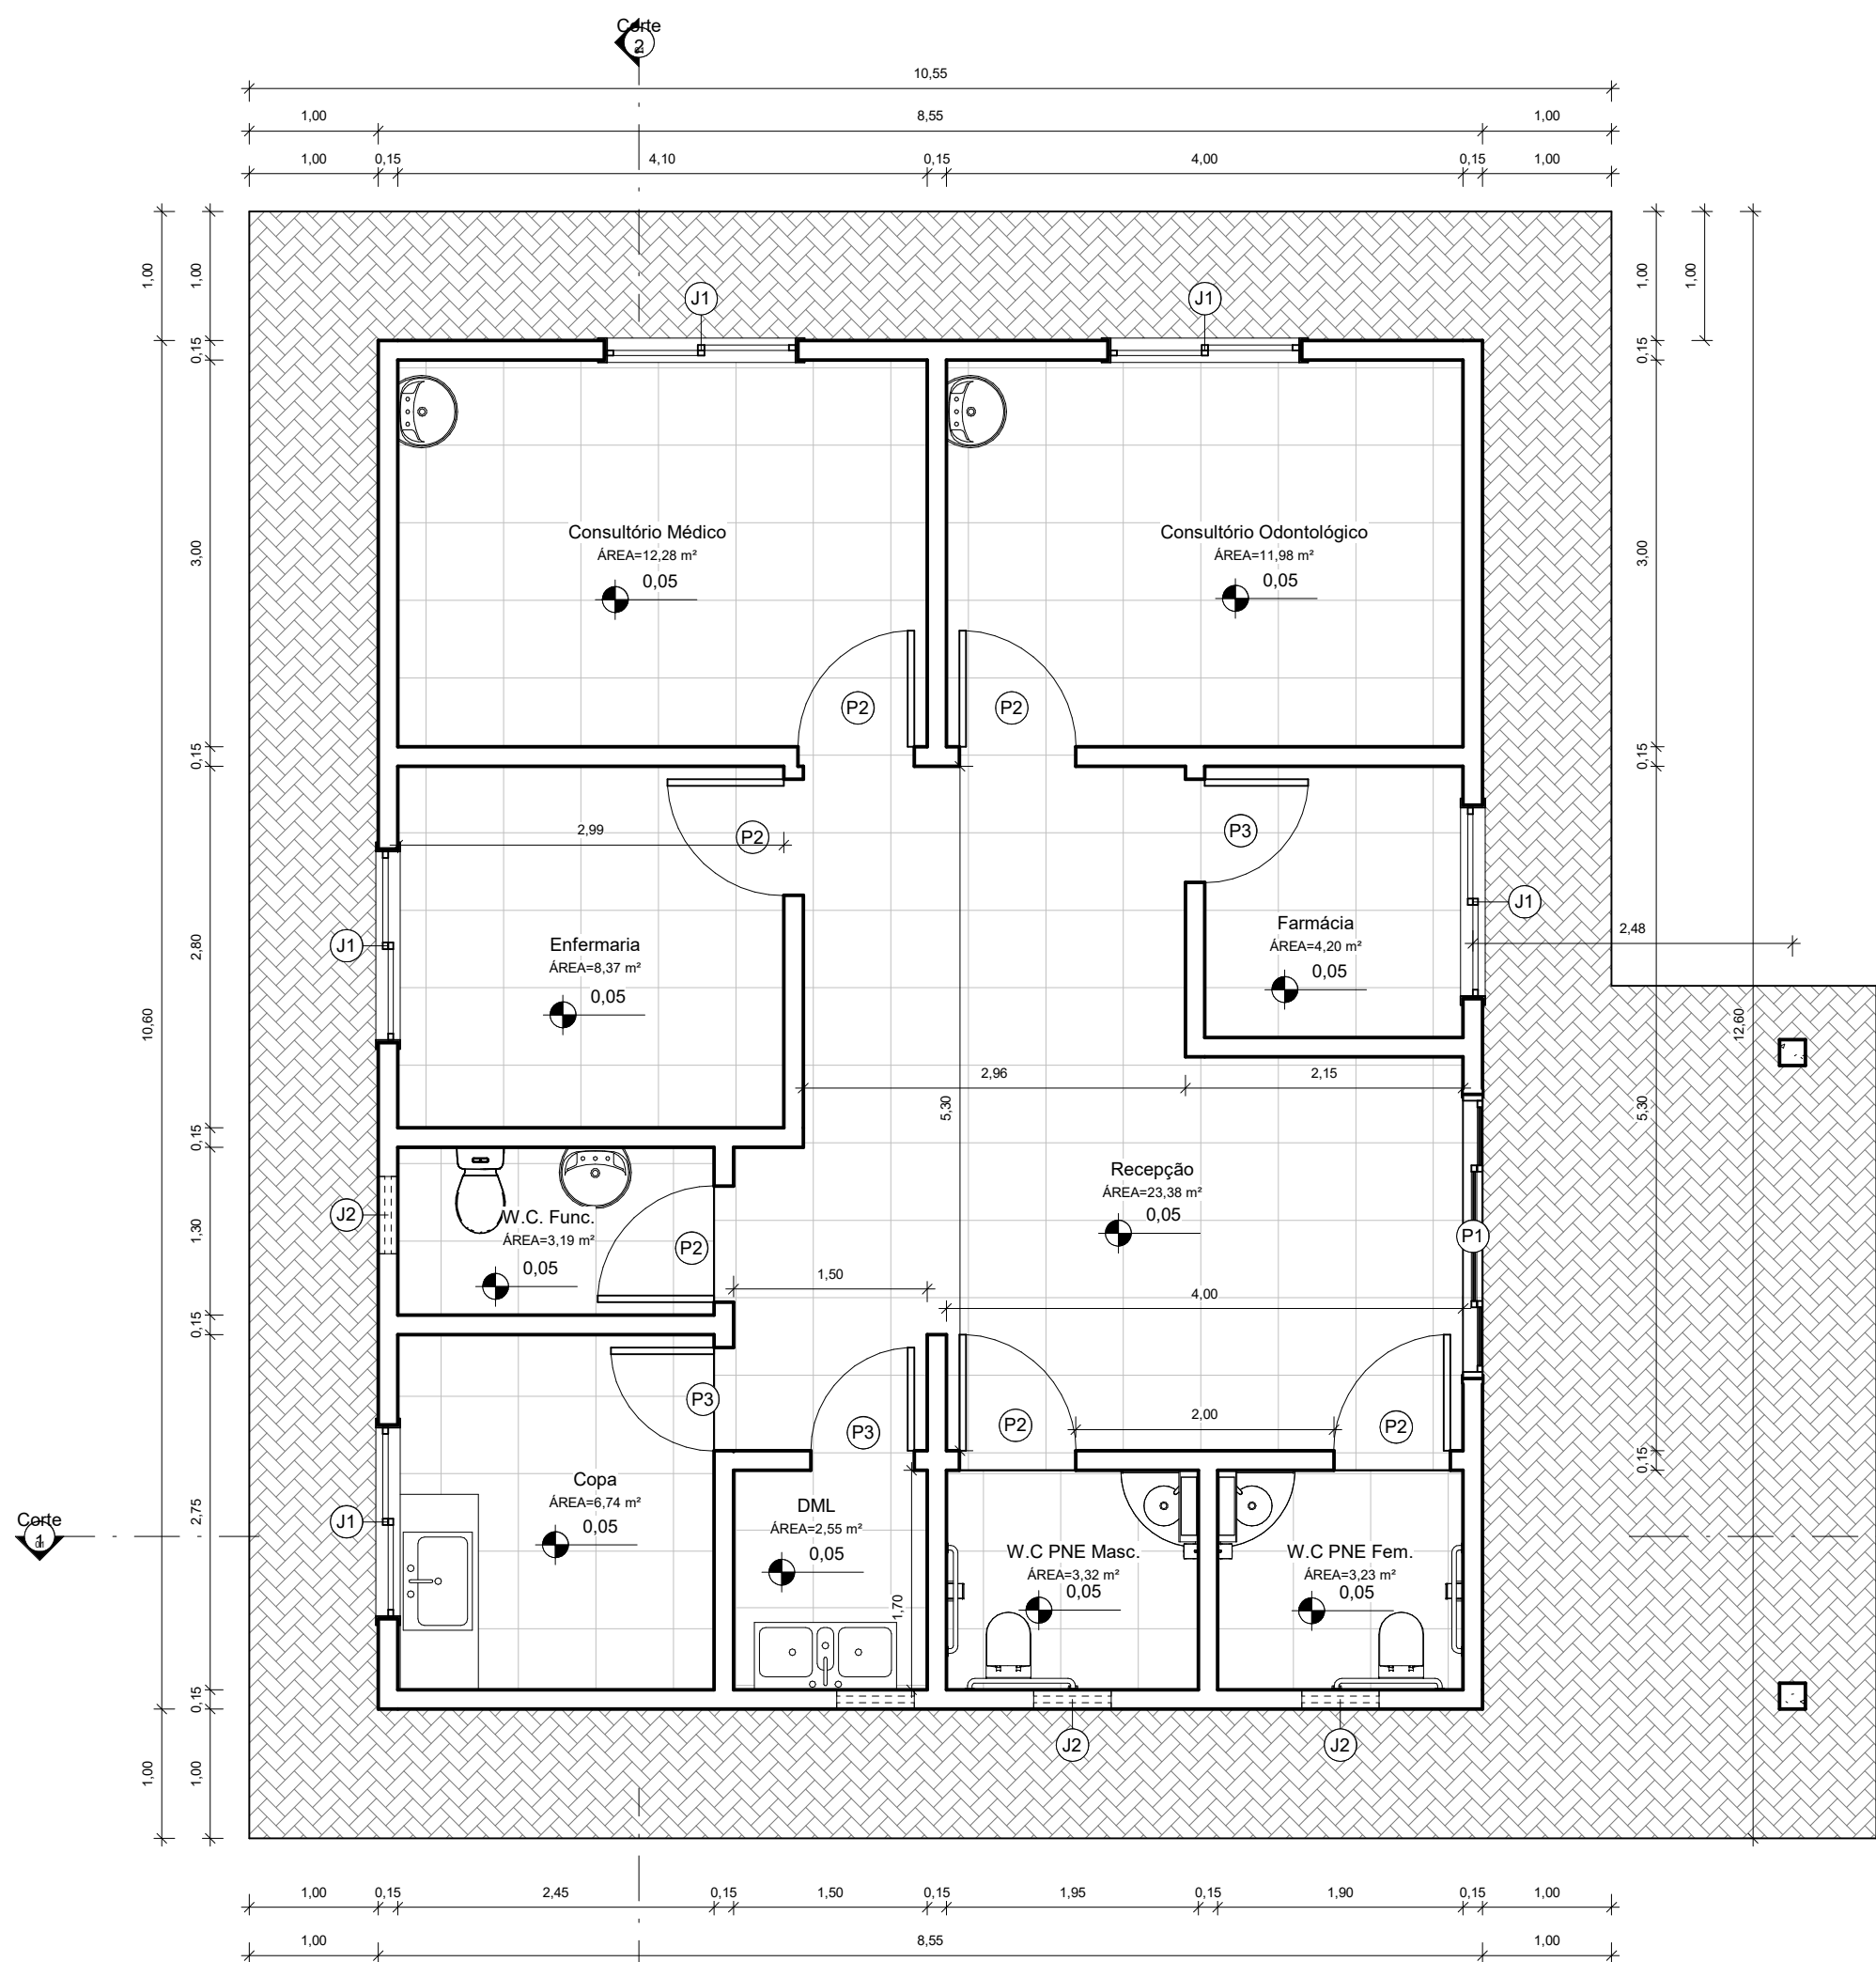 Corte
2
10,55
1,00 8,55 1,00
1,00 0,15 4,10 0,15 4,00 0,15 1,00
1,00 1,00 1,00 1,00
J1 J1
0,15 0,15
3,00 3,00
Consultório Médico
ÁREA=12,28 m²
0,05
Consultório Odontológico
ÁREA=11,98 m²
0,05
P2 P2
0,15 0,15
2,99 P2 P3
J1
Farmácia
ÁREA=4,20 m²
0,05
2,48
J1 2,80
Enfermaria
ÁREA=8,37 m²
0,05
10,60 12,60
2,96 2,15
5,30 5,30
0,15
Recepção
ÁREA=23,38 m²
0,05
J2 1,30
W.C. Func.
ÁREA=3,19 m²
0,05
P2 P1
1,50
4,00
0,15
P3 P3 P2 2,00 P2
0,15
Copa
ÁREA=6,74 m²
0,05
DML
ÁREA=2,55 m²
0,05
W.C PNE Masc.
ÁREA=3,32 m²
0,05
W.C PNE Fem.
ÁREA=3,23 m²
0,05
Corte
1
J1 2,75
1,70
0,15
J2 J2
1,00 1,00
1,00 0,15 2,45 0,15 1,50 0,15 1,95 0,15 1,90 0,15 1,00
1,00 8,55 1,00